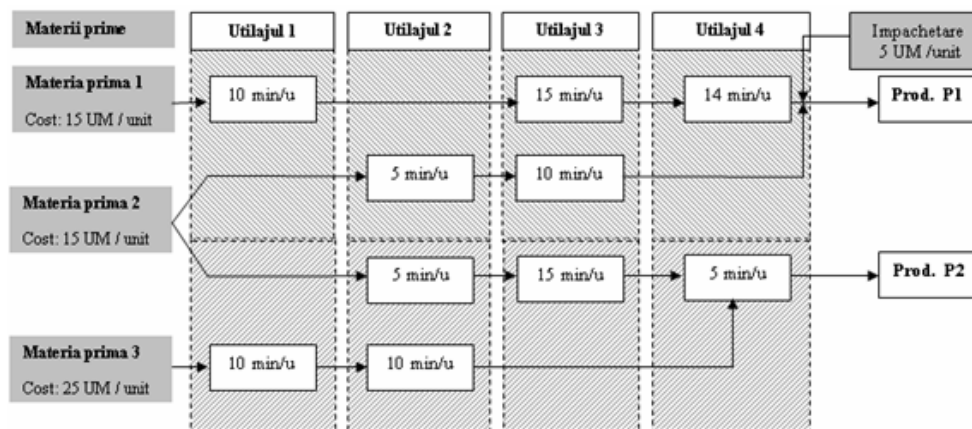 Materii prime
Utilajul 1
Utilajul 2
Utilajul 3
Utilajul 4
Impachetare
5 UM /unit
Materia prima 1
Cost: 15 UM / unit
10 min/u
15 min/u
14 min/u
Prod. P1
5 min/u
10 min/u
Materia prima 2
Cost: 15 UM / unit
5 min/u
15 min/u
5 min/u
Prod. P2
Materia prima 3
Cost: 25 UM / unit
10 min/u
10 min/u